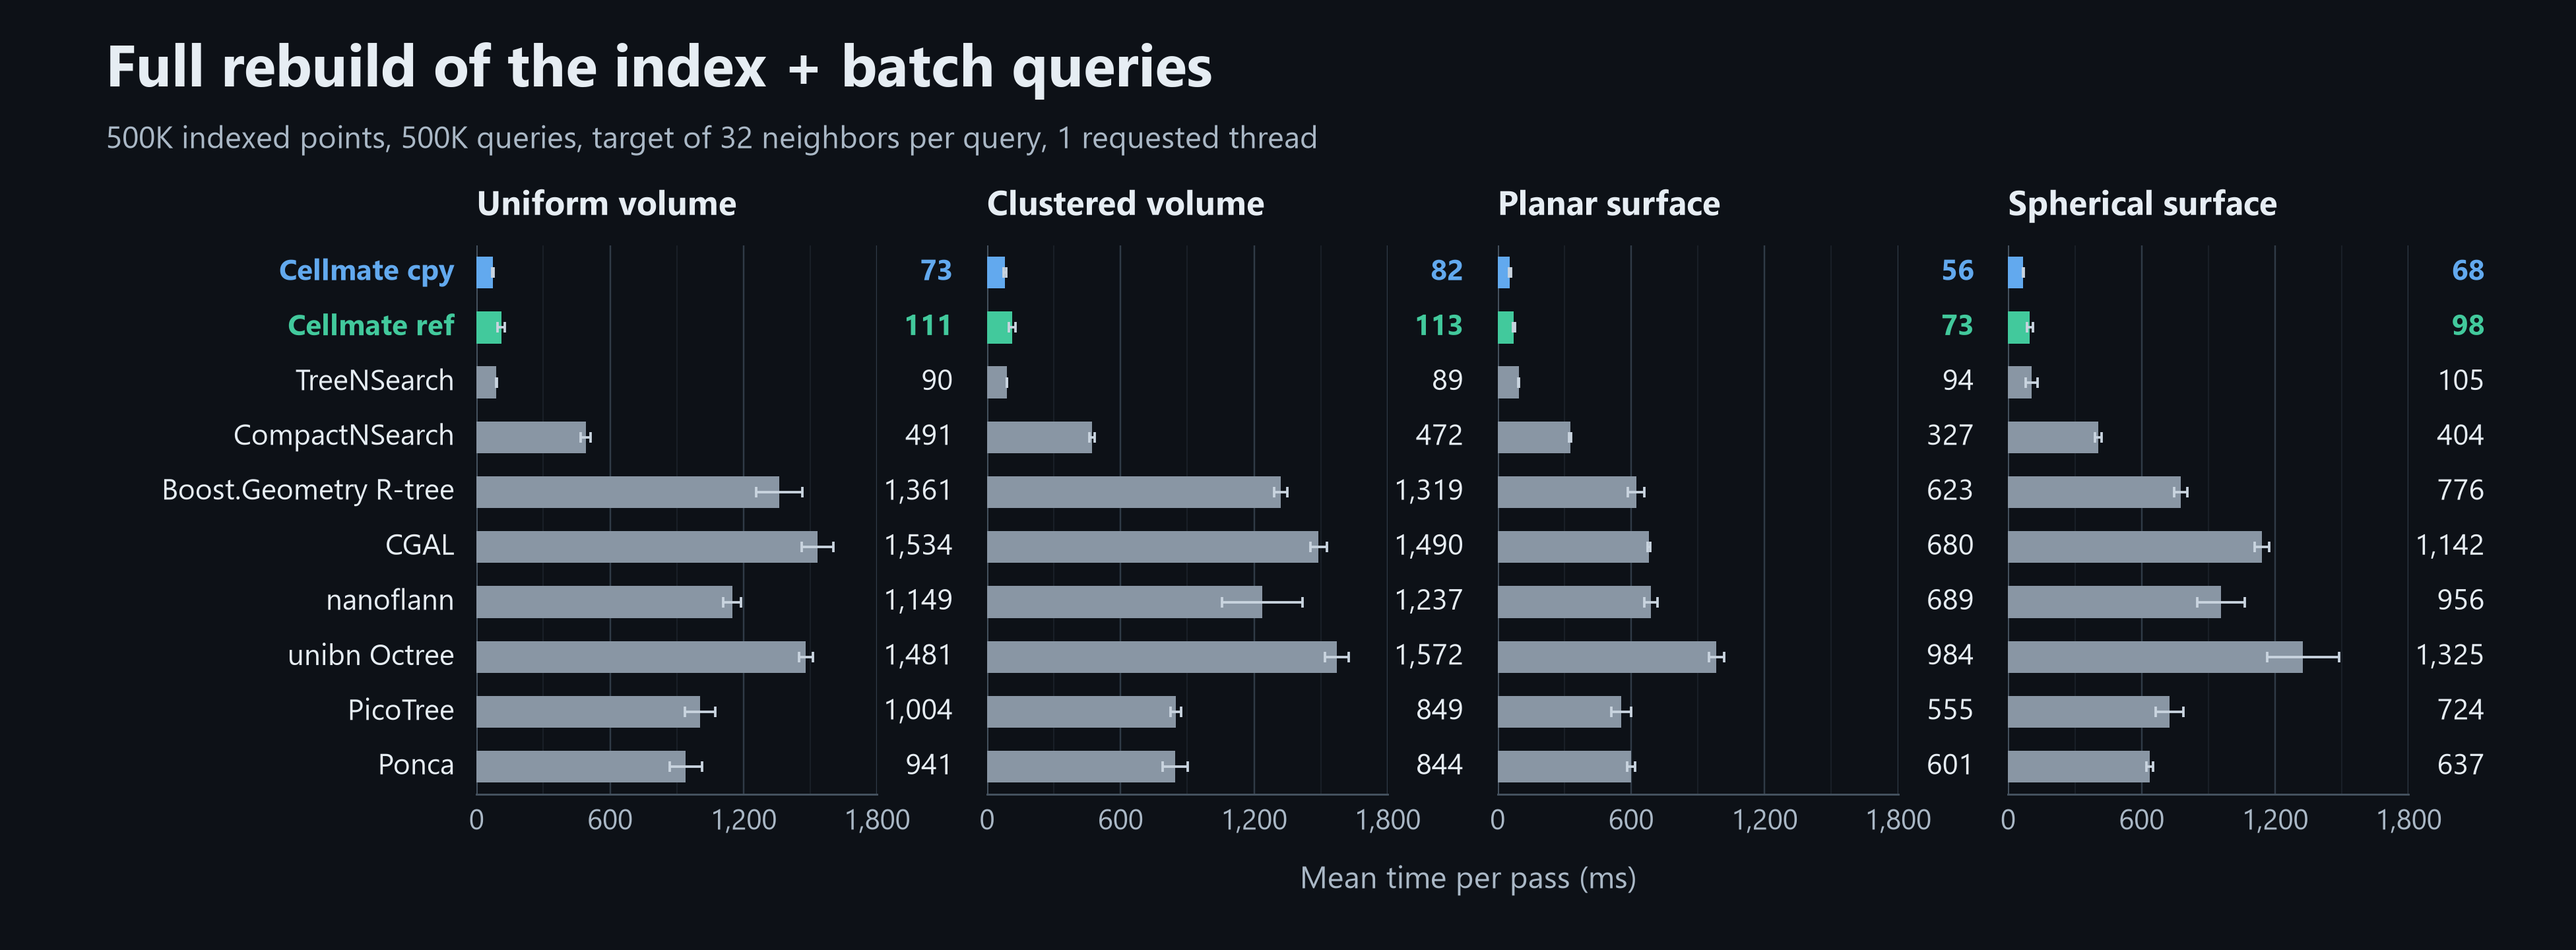 Full rebuild of the index + batch queries
500K indexed points, 500K queries, target of 32 neighbors per query, 1 requested thread
Uniform volume Clustered volume Planar surface Spherical surface
Cellmate cpy 73 82 56 68
Cellmate ref 111 113 73 98
TreeNSearch 90 89 94 105
CompactNSearch 491 472 327 404
Boost.Geometry R-tree 1,361 1,319 623 776
CGAL 1,534 1,490 680 1,142
nanoflann 1,149 1,237 689 956
unibn Octree 1,481 1,572 984 1,325
PicoTree 1,004 849 555 724
Ponca 941 844 601 637
0 600 1,200 1,800 0 600 1,200 1,800 0 600 1,200 1,800 0 600 1,200 1,800
Mean time per pass (ms)